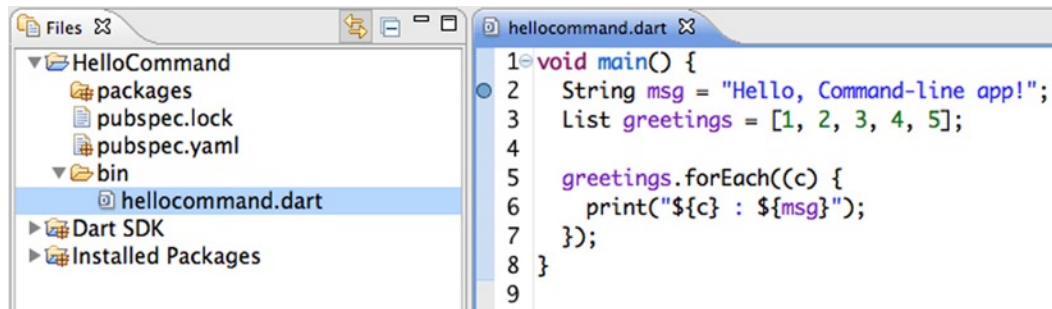 Files
HelloCommand
packages
pubspec.lock
pubspec.yaml
bin
hellocommand.dart
Dart SDK
Installed Packages
hellocommand.dart
1 void main() {
2   String msg = "Hello, Command-line app!";
3   List greetings = [1, 2, 3, 4, 5];
4
5   greetings.forEach((c) {
6     print("${c} : ${msg}");
7   });
8 }
9